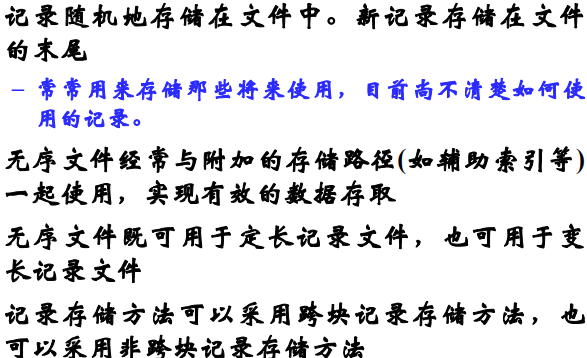 记录随机地存储在文件中。新记录存储在文件
的末尾
– 常常用来存储那些将来使用，目前尚不清楚如何使
用的记录。
无序文件经常与附加的存储路径(如辅助索引等)
一起使用，实现有效的数据存取
无序文件既可用于定长记录文件，也可用于变
长记录文件
记录存储方法可以采用跨块记录存储方法，也
可以采用非跨块记录存储方法